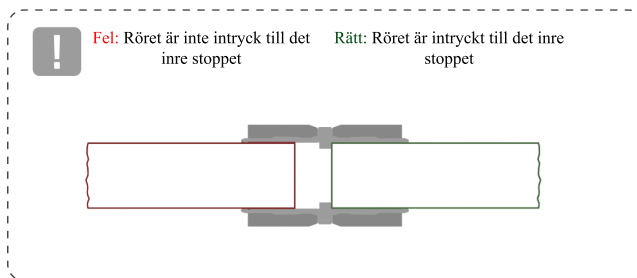 !
Fel: Röret är inte intryck till det
inre stoppet
Rätt: Röret är intryckt till det inre
stoppet